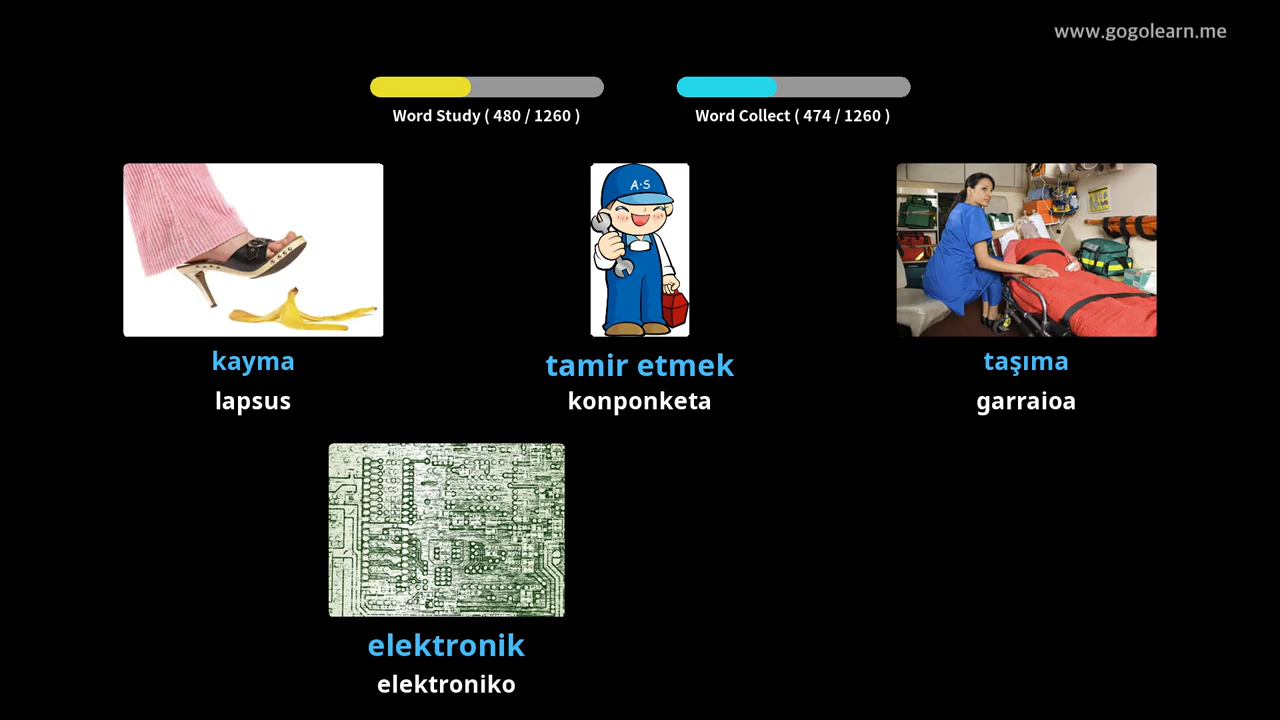 www.gogolearn.me
Word Study ( 480 / 1260 )
Word Collect ( 474 / 1260 )
A·S
kayma
tamir etmek
taşıma
lapsus
konponketa
garraioa
elektronik
elektroniko